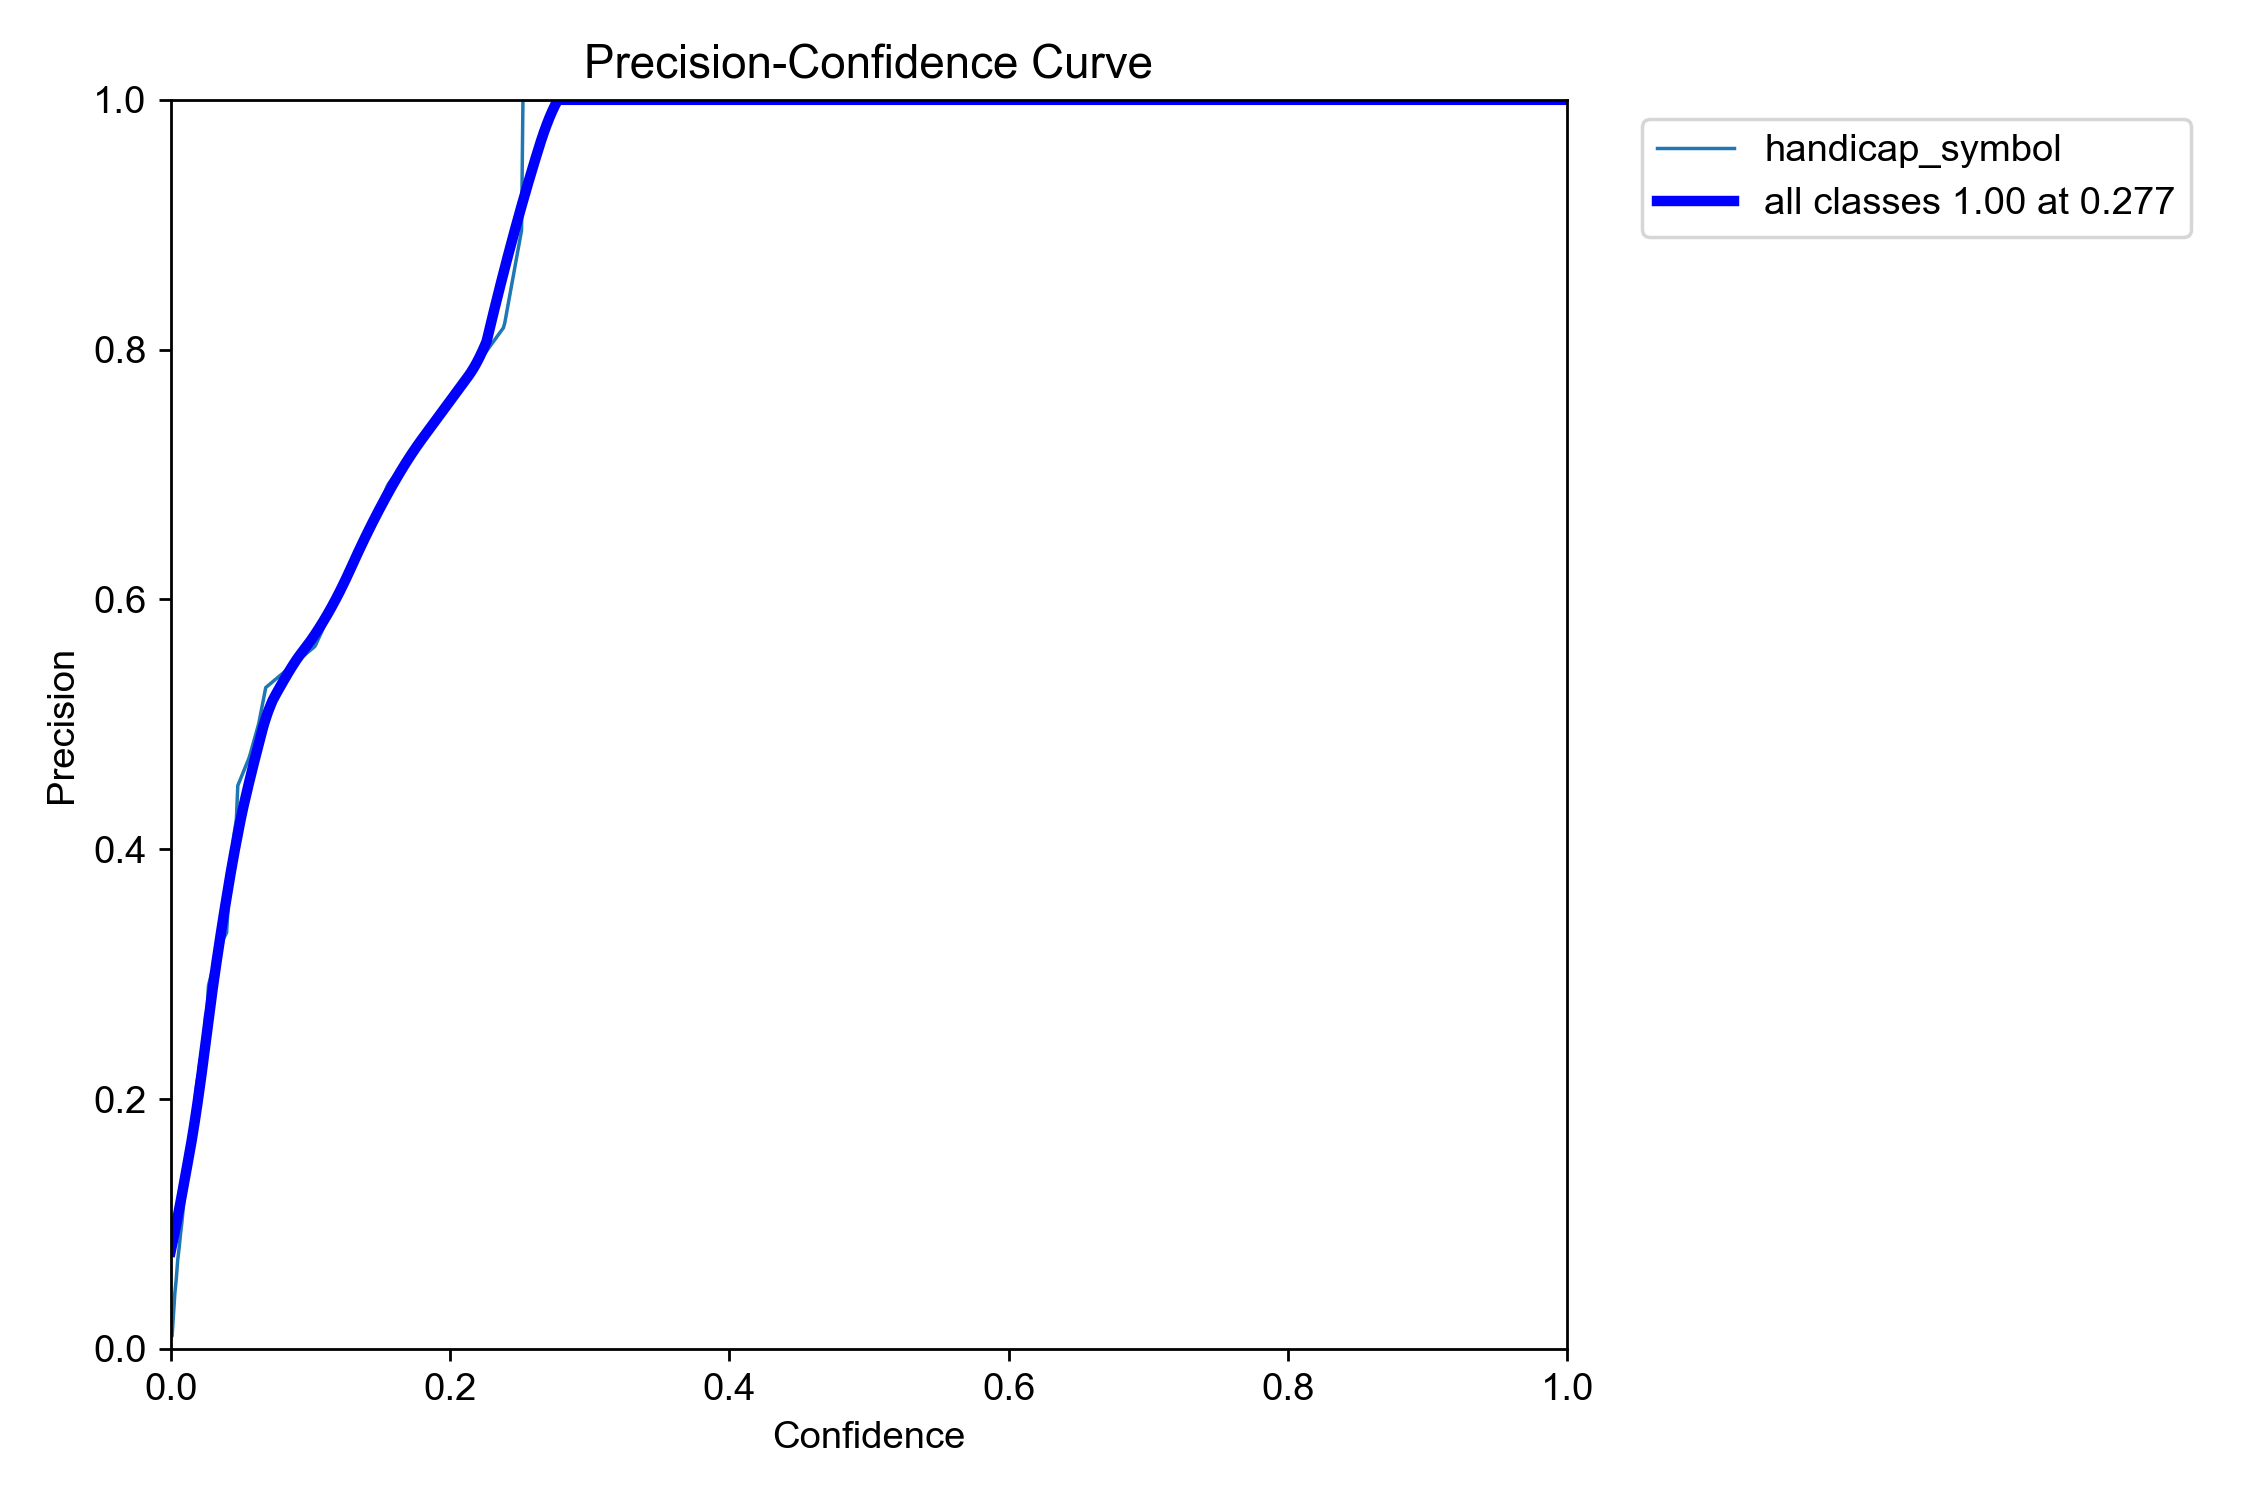 Precision-Confidence Curve
1.0
0.8
0.6
0.4
0.2
0.0
Precision
0.0 0.2 0.4 0.6 0.8 1.0
Confidence
handicap_symbol
all classes 1.00 at 0.277